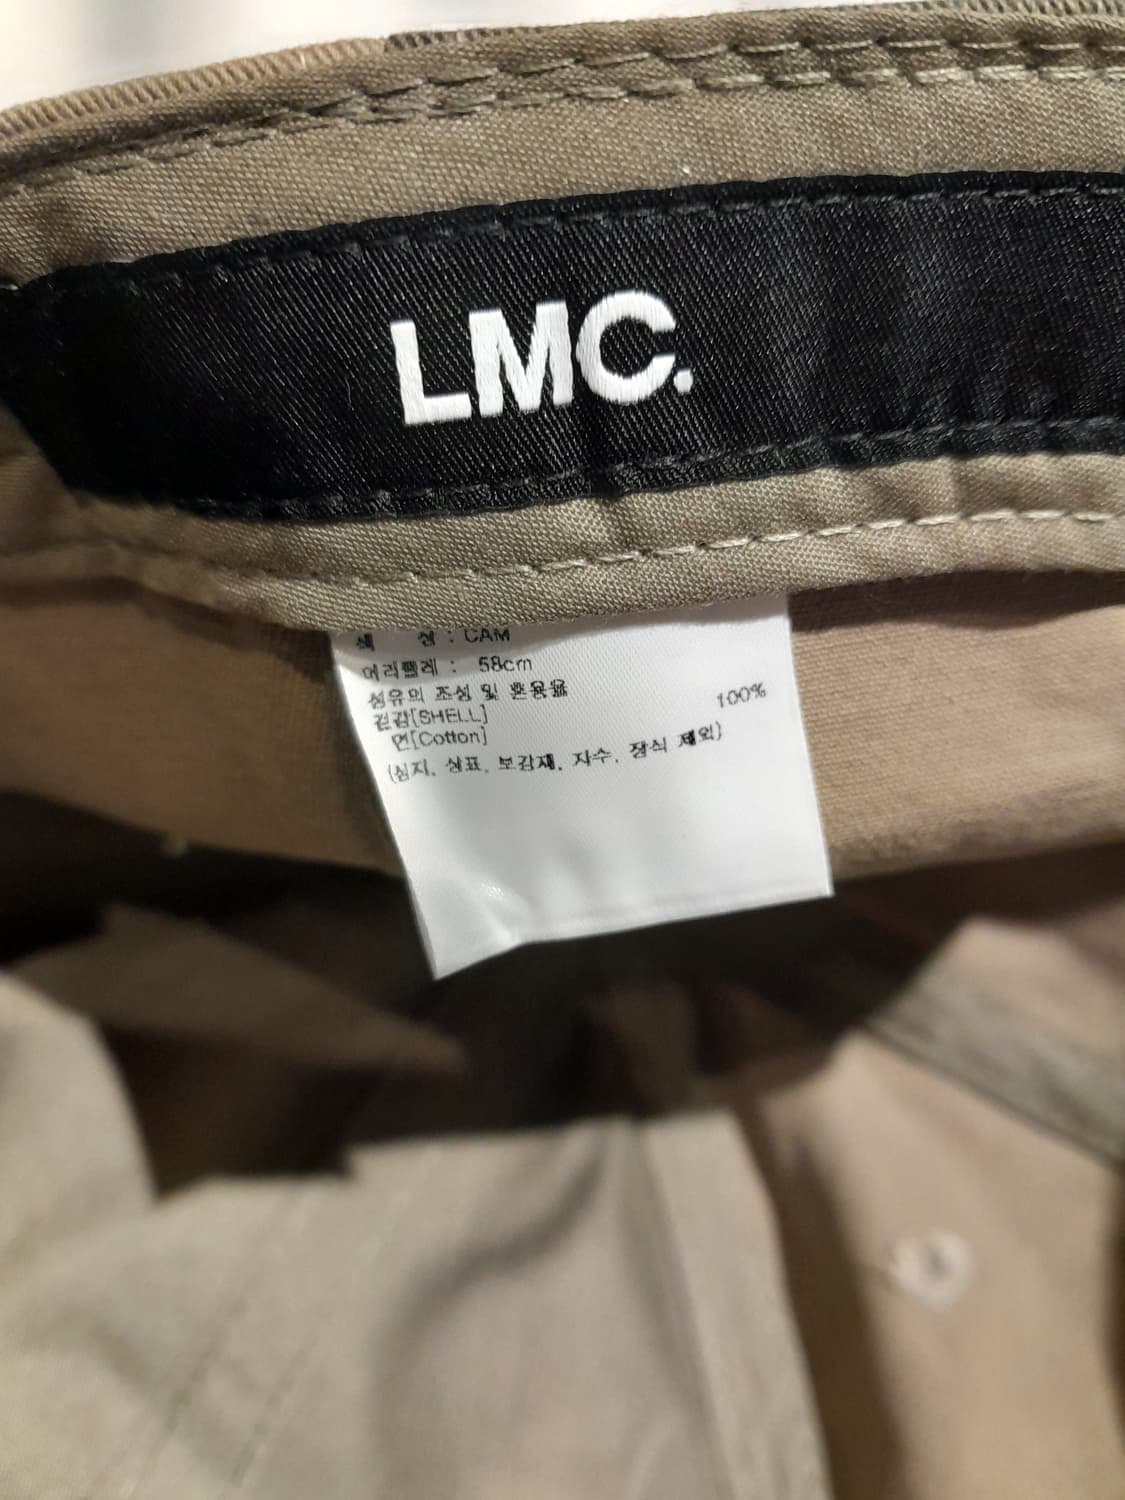 LMC.
색 상 : CAM
머리둘레 : 58cm
섬유의 조성 및 혼용율
겉감[SHELL]
면[Cotton] 100%
(심지, 상표, 보강재, 자수, 장식 제외)